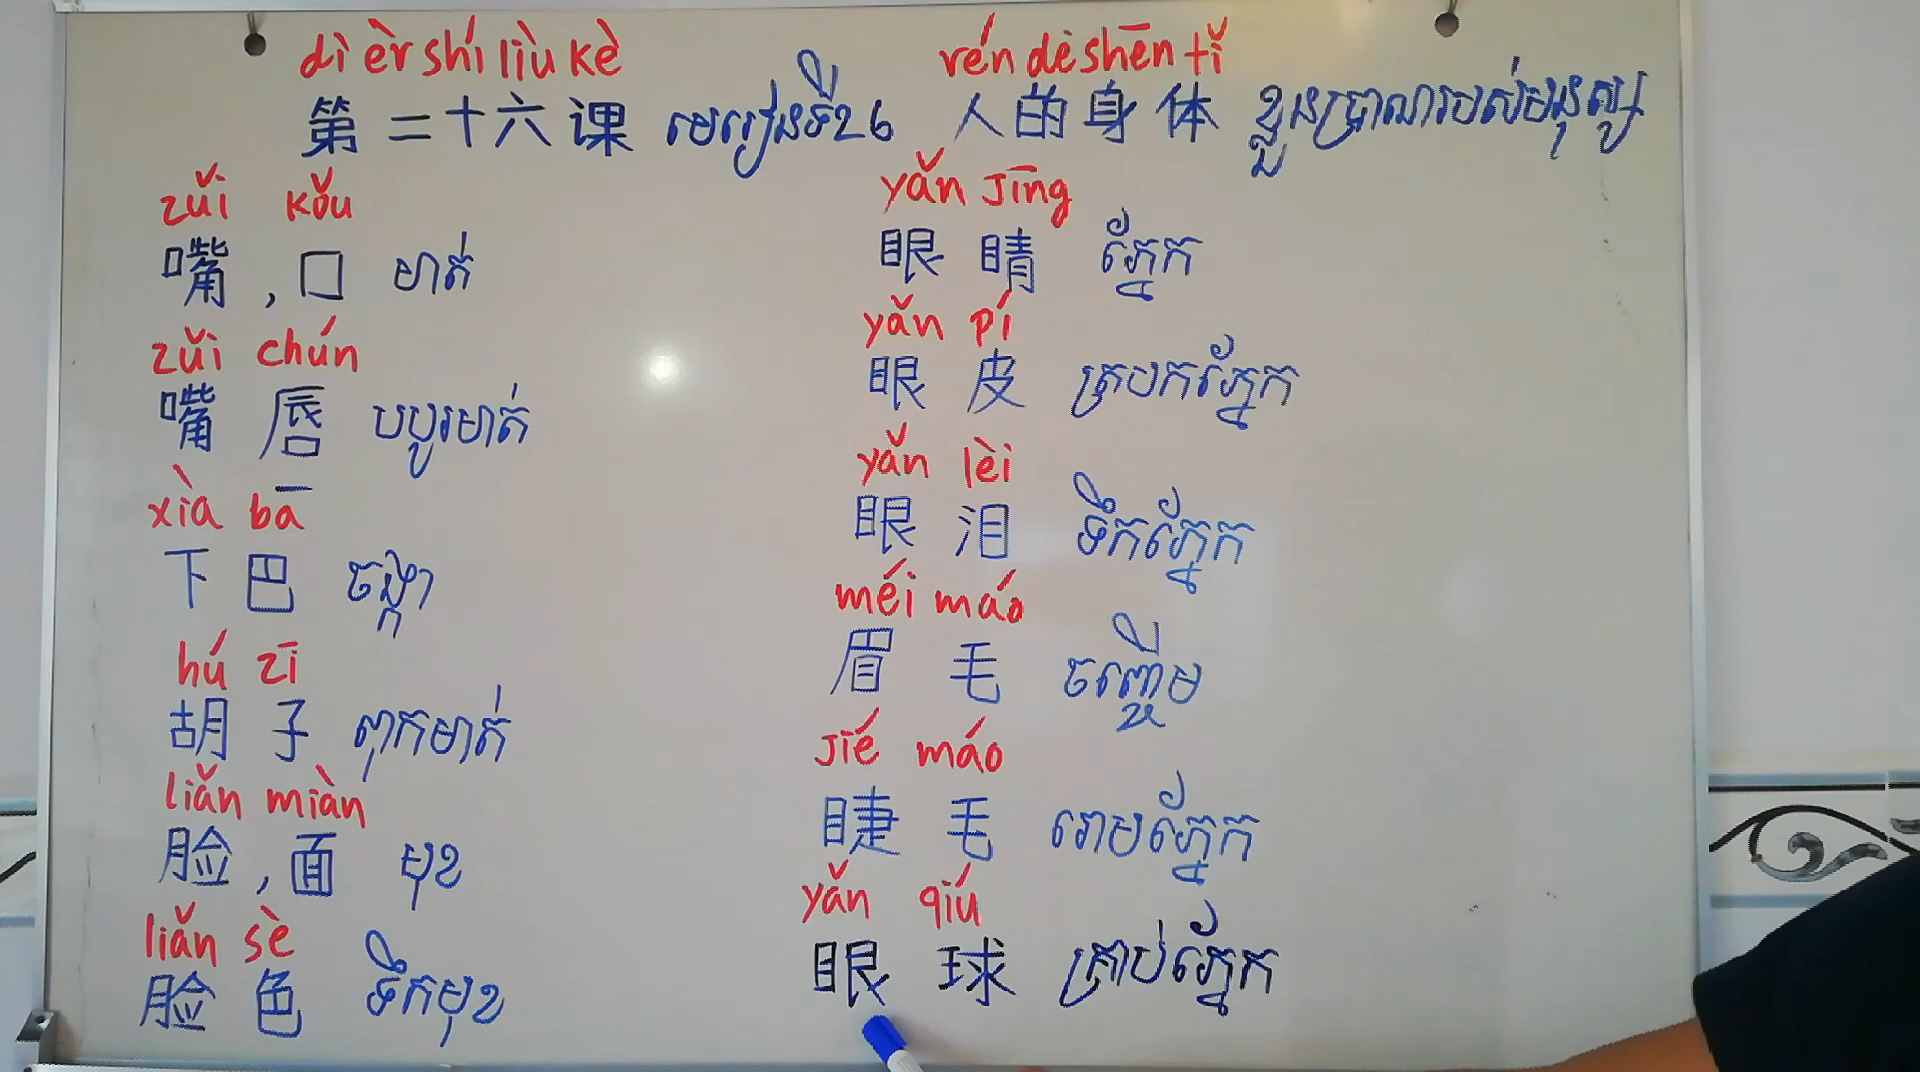 dì èr shí liù kè
第二十六课 មេរៀនទី26
rén dè shēn tǐ
人的身体 ខ្លួនប្រាណរបស់មនុស្ស
zuǐ kǒu
嘴,口 មាត់
zuǐ chún
嘴唇 បបូរមាត់
xià bā
下巴 ចង្កា
hú zī
胡子 ពុកមាត់
liǎn miàn
脸,面 មុខ
liǎn sè
脸色 ទឹកមុខ
yǎn jīng
眼睛 ភ្នែក
yǎn pí
眼皮 ត្របកភ្នែក
yǎn lèi
眼泪 ទឹកភ្នែក
méi máo
眉毛 ចញ្ចើម
jié máo
睫毛 រោមភ្នែក
yǎn qiú
眼球 គ្រាប់ភ្នែក